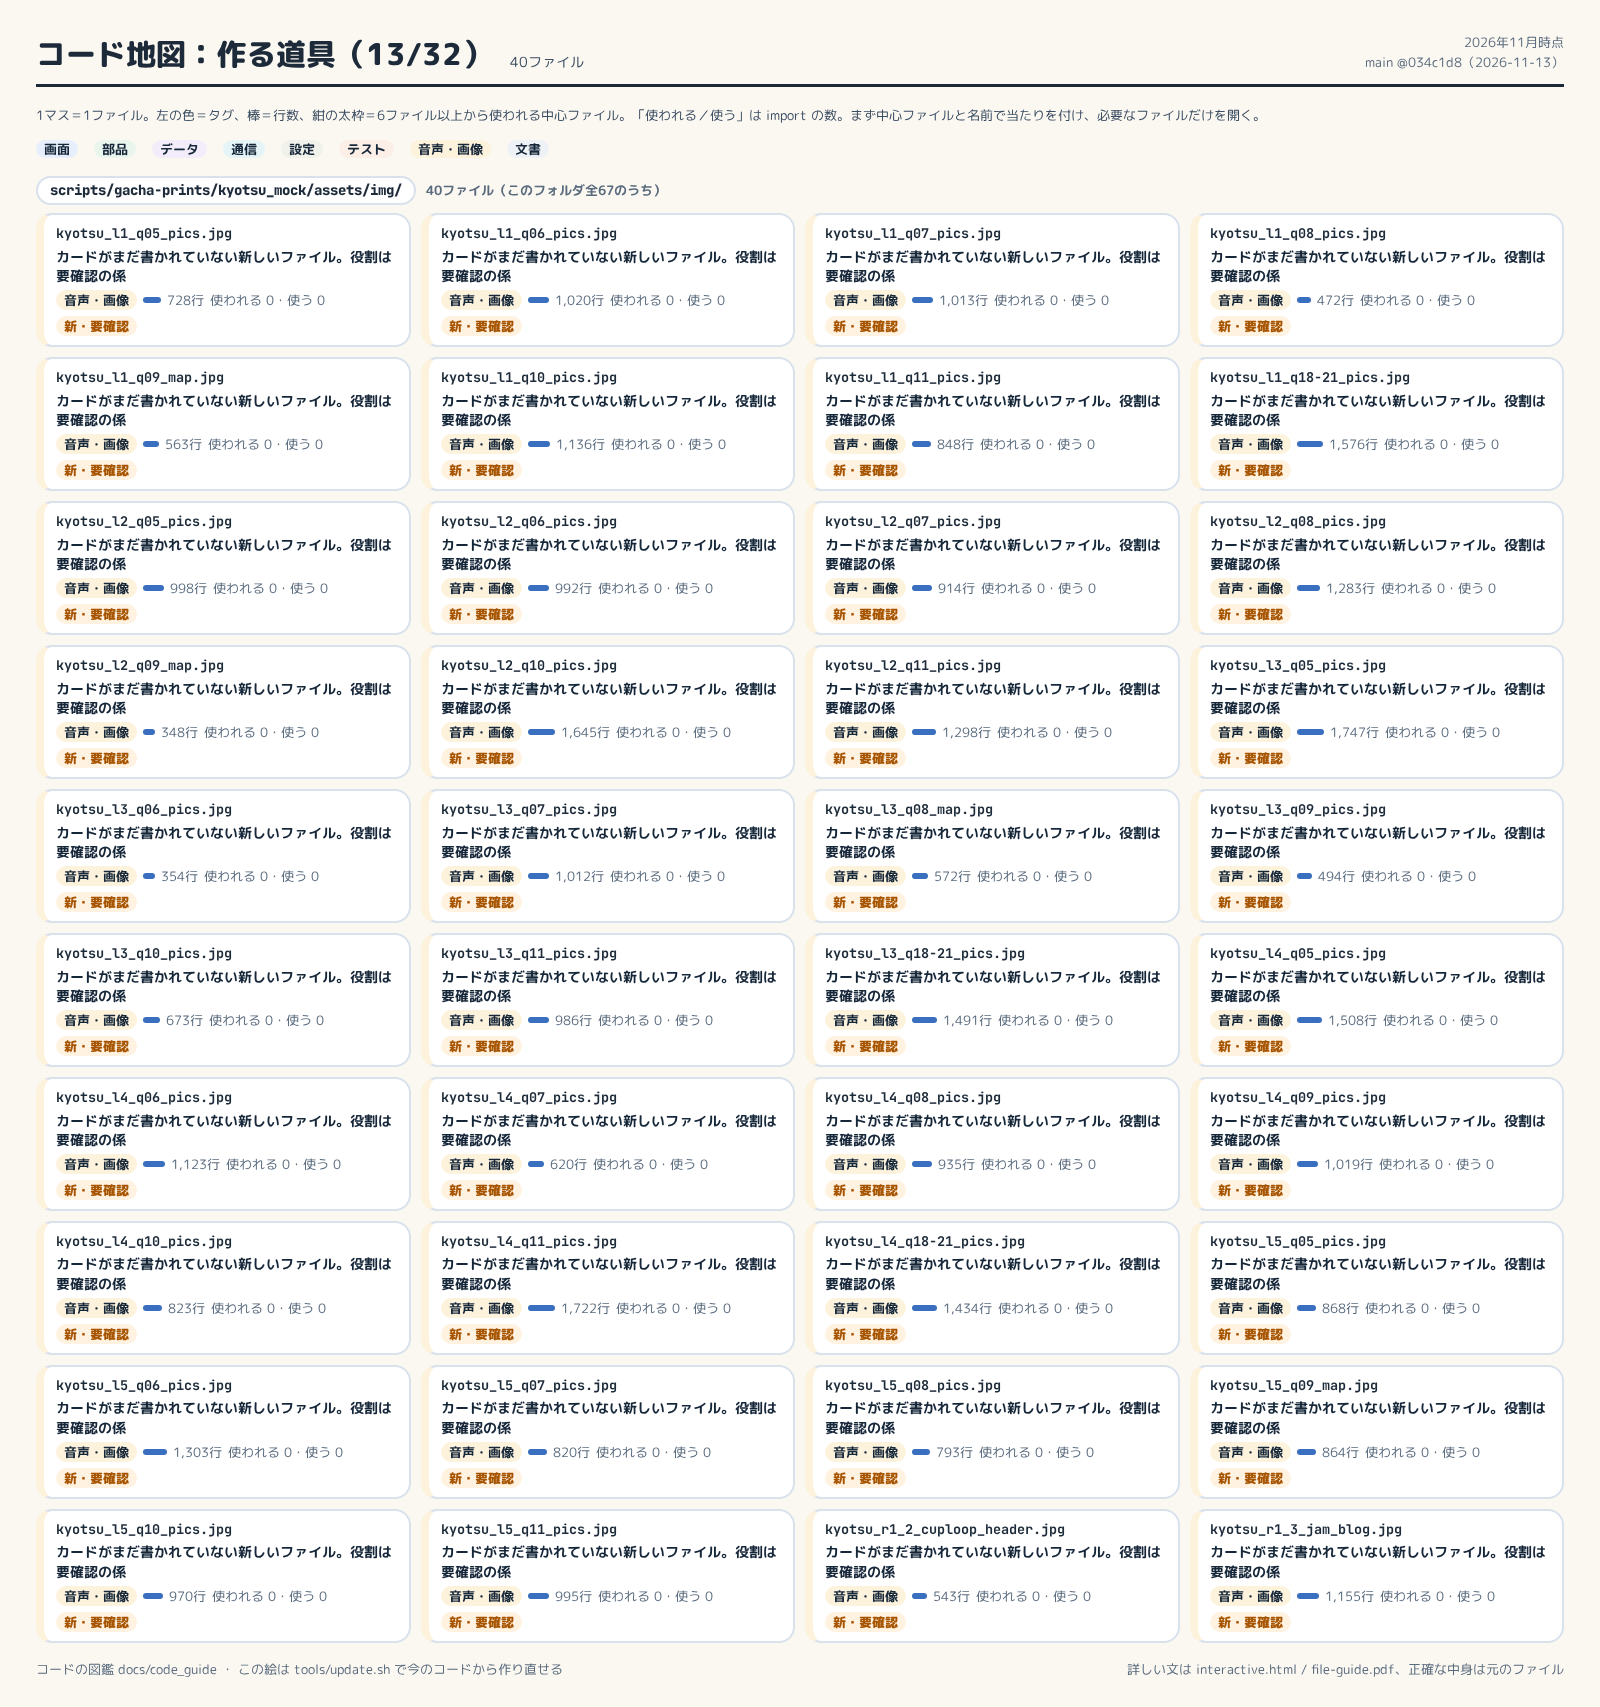 コード地図：作る道具（13/32） 40ファイル
2026年11月時点
main @034c1d8（2026-11-13）
1マス＝1ファイル。左の色＝タグ、棒＝行数、紺の太枠＝6ファイル以上から使われる中心ファイル。「使われる／使う」は import の数。まず中心ファイルと名前で当たりを付け、必要なファイルだけを開く。
画面 部品 データ 通信 設定 テスト 音声・画像 文書
scripts/gacha-prints/kyotsu_mock/assets/img/ 40ファイル（このフォルダ全67のうち）
kyotsu_l1_q05_pics.jpg
カードがまだ書かれていない新しいファイル。役割は
要確認の係
音声・画像 728行 使われる 0 · 使う 0
新・要確認
kyotsu_l1_q06_pics.jpg
カードがまだ書かれていない新しいファイル。役割は
要確認の係
音声・画像 1,020行 使われる 0 · 使う 0
新・要確認
kyotsu_l1_q07_pics.jpg
カードがまだ書かれていない新しいファイル。役割は
要確認の係
音声・画像 1,013行 使われる 0 · 使う 0
新・要確認
kyotsu_l1_q08_pics.jpg
カードがまだ書かれていない新しいファイル。役割は
要確認の係
音声・画像 472行 使われる 0 · 使う 0
新・要確認
kyotsu_l1_q09_map.jpg
カードがまだ書かれていない新しいファイル。役割は
要確認の係
音声・画像 563行 使われる 0 · 使う 0
新・要確認
kyotsu_l1_q10_pics.jpg
カードがまだ書かれていない新しいファイル。役割は
要確認の係
音声・画像 1,136行 使われる 0 · 使う 0
新・要確認
kyotsu_l1_q11_pics.jpg
カードがまだ書かれていない新しいファイル。役割は
要確認の係
音声・画像 848行 使われる 0 · 使う 0
新・要確認
kyotsu_l1_q18-21_pics.jpg
カードがまだ書かれていない新しいファイル。役割は
要確認の係
音声・画像 1,576行 使われる 0 · 使う 0
新・要確認
kyotsu_l2_q05_pics.jpg
カードがまだ書かれていない新しいファイル。役割は
要確認の係
音声・画像 998行 使われる 0 · 使う 0
新・要確認
kyotsu_l2_q06_pics.jpg
カードがまだ書かれていない新しいファイル。役割は
要確認の係
音声・画像 992行 使われる 0 · 使う 0
新・要確認
kyotsu_l2_q07_pics.jpg
カードがまだ書かれていない新しいファイル。役割は
要確認の係
音声・画像 914行 使われる 0 · 使う 0
新・要確認
kyotsu_l2_q08_pics.jpg
カードがまだ書かれていない新しいファイル。役割は
要確認の係
音声・画像 1,283行 使われる 0 · 使う 0
新・要確認
kyotsu_l2_q09_map.jpg
カードがまだ書かれていない新しいファイル。役割は
要確認の係
音声・画像 348行 使われる 0 · 使う 0
新・要確認
kyotsu_l2_q10_pics.jpg
カードがまだ書かれていない新しいファイル。役割は
要確認の係
音声・画像 1,645行 使われる 0 · 使う 0
新・要確認
kyotsu_l2_q11_pics.jpg
カードがまだ書かれていない新しいファイル。役割は
要確認の係
音声・画像 1,298行 使われる 0 · 使う 0
新・要確認
kyotsu_l3_q05_pics.jpg
カードがまだ書かれていない新しいファイル。役割は
要確認の係
音声・画像 1,747行 使われる 0 · 使う 0
新・要確認
kyotsu_l3_q06_pics.jpg
カードがまだ書かれていない新しいファイル。役割は
要確認の係
音声・画像 354行 使われる 0 · 使う 0
新・要確認
kyotsu_l3_q07_pics.jpg
カードがまだ書かれていない新しいファイル。役割は
要確認の係
音声・画像 1,012行 使われる 0 · 使う 0
新・要確認
kyotsu_l3_q08_map.jpg
カードがまだ書かれていない新しいファイル。役割は
要確認の係
音声・画像 572行 使われる 0 · 使う 0
新・要確認
kyotsu_l3_q09_pics.jpg
カードがまだ書かれていない新しいファイル。役割は
要確認の係
音声・画像 494行 使われる 0 · 使う 0
新・要確認
kyotsu_l3_q10_pics.jpg
カードがまだ書かれていない新しいファイル。役割は
要確認の係
音声・画像 673行 使われる 0 · 使う 0
新・要確認
kyotsu_l3_q11_pics.jpg
カードがまだ書かれていない新しいファイル。役割は
要確認の係
音声・画像 986行 使われる 0 · 使う 0
新・要確認
kyotsu_l3_q18-21_pics.jpg
カードがまだ書かれていない新しいファイル。役割は
要確認の係
音声・画像 1,491行 使われる 0 · 使う 0
新・要確認
kyotsu_l4_q05_pics.jpg
カードがまだ書かれていない新しいファイル。役割は
要確認の係
音声・画像 1,508行 使われる 0 · 使う 0
新・要確認
kyotsu_l4_q06_pics.jpg
カードがまだ書かれていない新しいファイル。役割は
要確認の係
音声・画像 1,123行 使われる 0 · 使う 0
新・要確認
kyotsu_l4_q07_pics.jpg
カードがまだ書かれていない新しいファイル。役割は
要確認の係
音声・画像 620行 使われる 0 · 使う 0
新・要確認
kyotsu_l4_q08_pics.jpg
カードがまだ書かれていない新しいファイル。役割は
要確認の係
音声・画像 935行 使われる 0 · 使う 0
新・要確認
kyotsu_l4_q09_pics.jpg
カードがまだ書かれていない新しいファイル。役割は
要確認の係
音声・画像 1,019行 使われる 0 · 使う 0
新・要確認
kyotsu_l4_q10_pics.jpg
カードがまだ書かれていない新しいファイル。役割は
要確認の係
音声・画像 823行 使われる 0 · 使う 0
新・要確認
kyotsu_l4_q11_pics.jpg
カードがまだ書かれていない新しいファイル。役割は
要確認の係
音声・画像 1,722行 使われる 0 · 使う 0
新・要確認
kyotsu_l4_q18-21_pics.jpg
カードがまだ書かれていない新しいファイル。役割は
要確認の係
音声・画像 1,434行 使われる 0 · 使う 0
新・要確認
kyotsu_l5_q05_pics.jpg
カードがまだ書かれていない新しいファイル。役割は
要確認の係
音声・画像 868行 使われる 0 · 使う 0
新・要確認
kyotsu_l5_q06_pics.jpg
カードがまだ書かれていない新しいファイル。役割は
要確認の係
音声・画像 1,303行 使われる 0 · 使う 0
新・要確認
kyotsu_l5_q07_pics.jpg
カードがまだ書かれていない新しいファイル。役割は
要確認の係
音声・画像 820行 使われる 0 · 使う 0
新・要確認
kyotsu_l5_q08_pics.jpg
カードがまだ書かれていない新しいファイル。役割は
要確認の係
音声・画像 793行 使われる 0 · 使う 0
新・要確認
kyotsu_l5_q09_map.jpg
カードがまだ書かれていない新しいファイル。役割は
要確認の係
音声・画像 864行 使われる 0 · 使う 0
新・要確認
kyotsu_l5_q10_pics.jpg
カードがまだ書かれていない新しいファイル。役割は
要確認の係
音声・画像 970行 使われる 0 · 使う 0
新・要確認
kyotsu_l5_q11_pics.jpg
カードがまだ書かれていない新しいファイル。役割は
要確認の係
音声・画像 995行 使われる 0 · 使う 0
新・要確認
kyotsu_r1_2_cuploop_header.jpg
カードがまだ書かれていない新しいファイル。役割は
要確認の係
音声・画像 543行 使われる 0 · 使う 0
新・要確認
kyotsu_r1_3_jam_blog.jpg
カードがまだ書かれていない新しいファイル。役割は
要確認の係
音声・画像 1,155行 使われる 0 · 使う 0
新・要確認
コードの図鑑 docs/code_guide · この絵は tools/update.sh で今のコードから作り直せる
詳しい文は interactive.html / file-guide.pdf、正確な中身は元のファイル